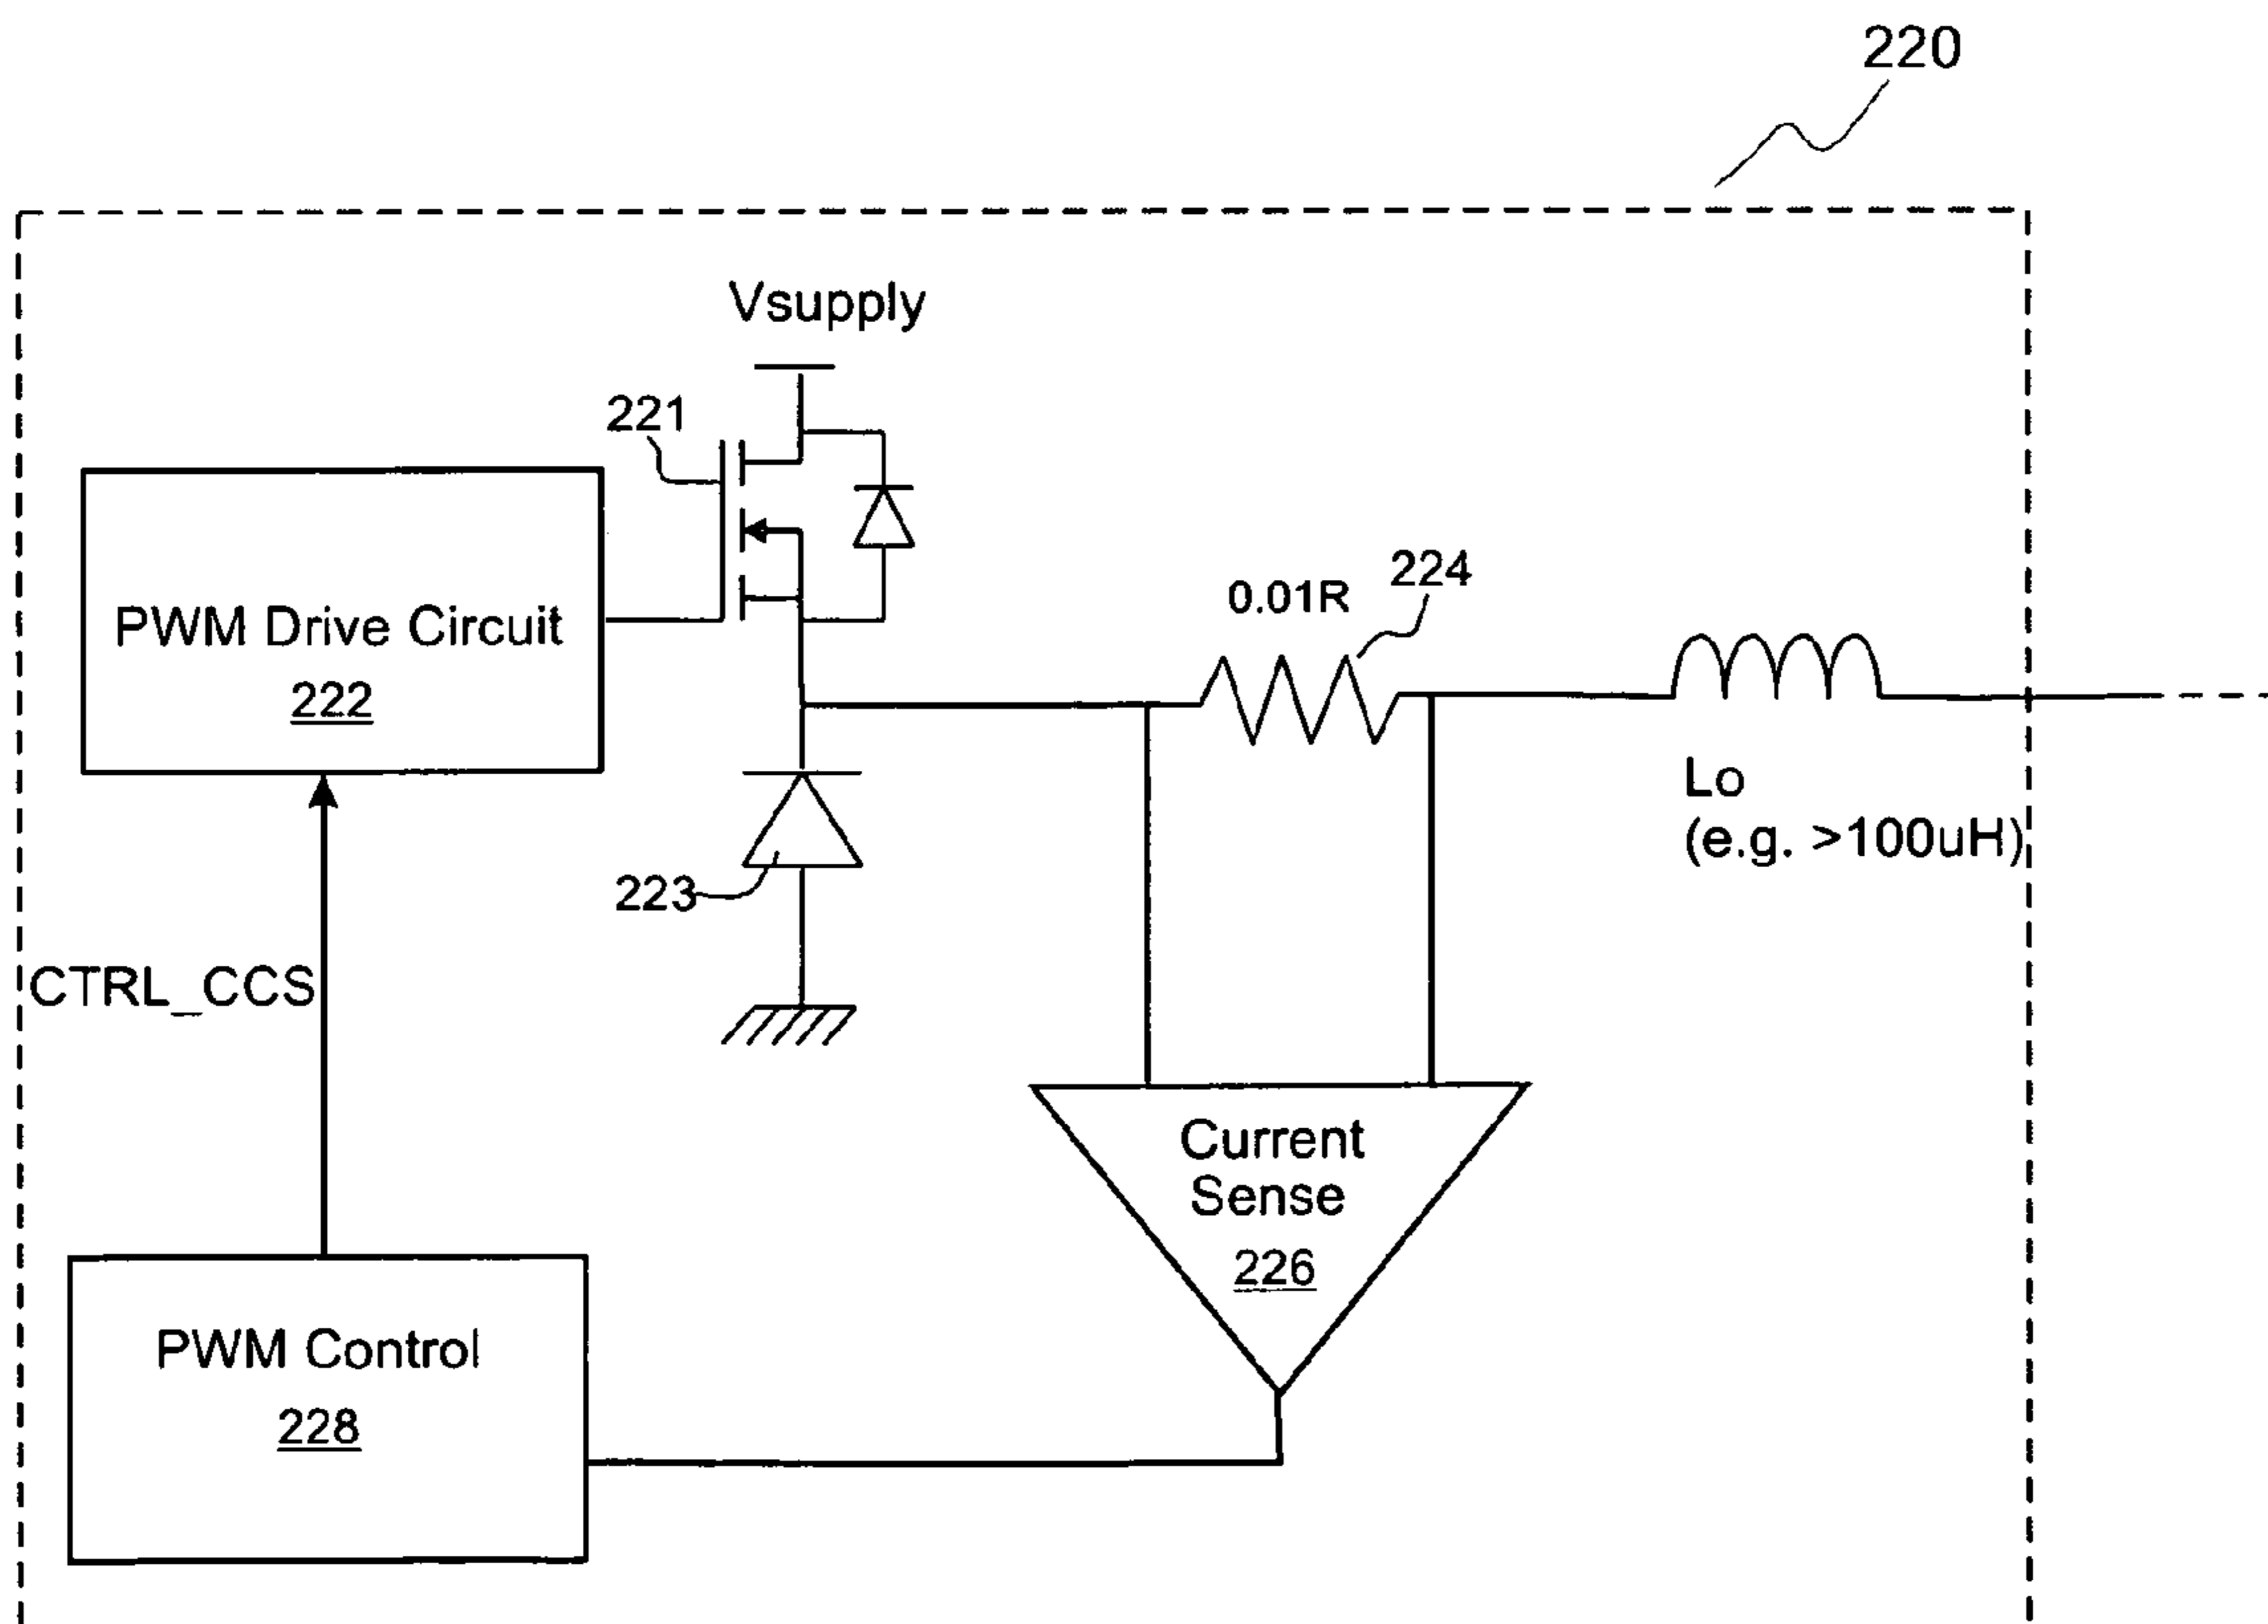 220
Vsupply
221
PWM Drive Circuit
222
0.01R
224
Lo
(e.g. >100uH)
223
CTRL_CCS
Current
Sense
226
PWM Control
228